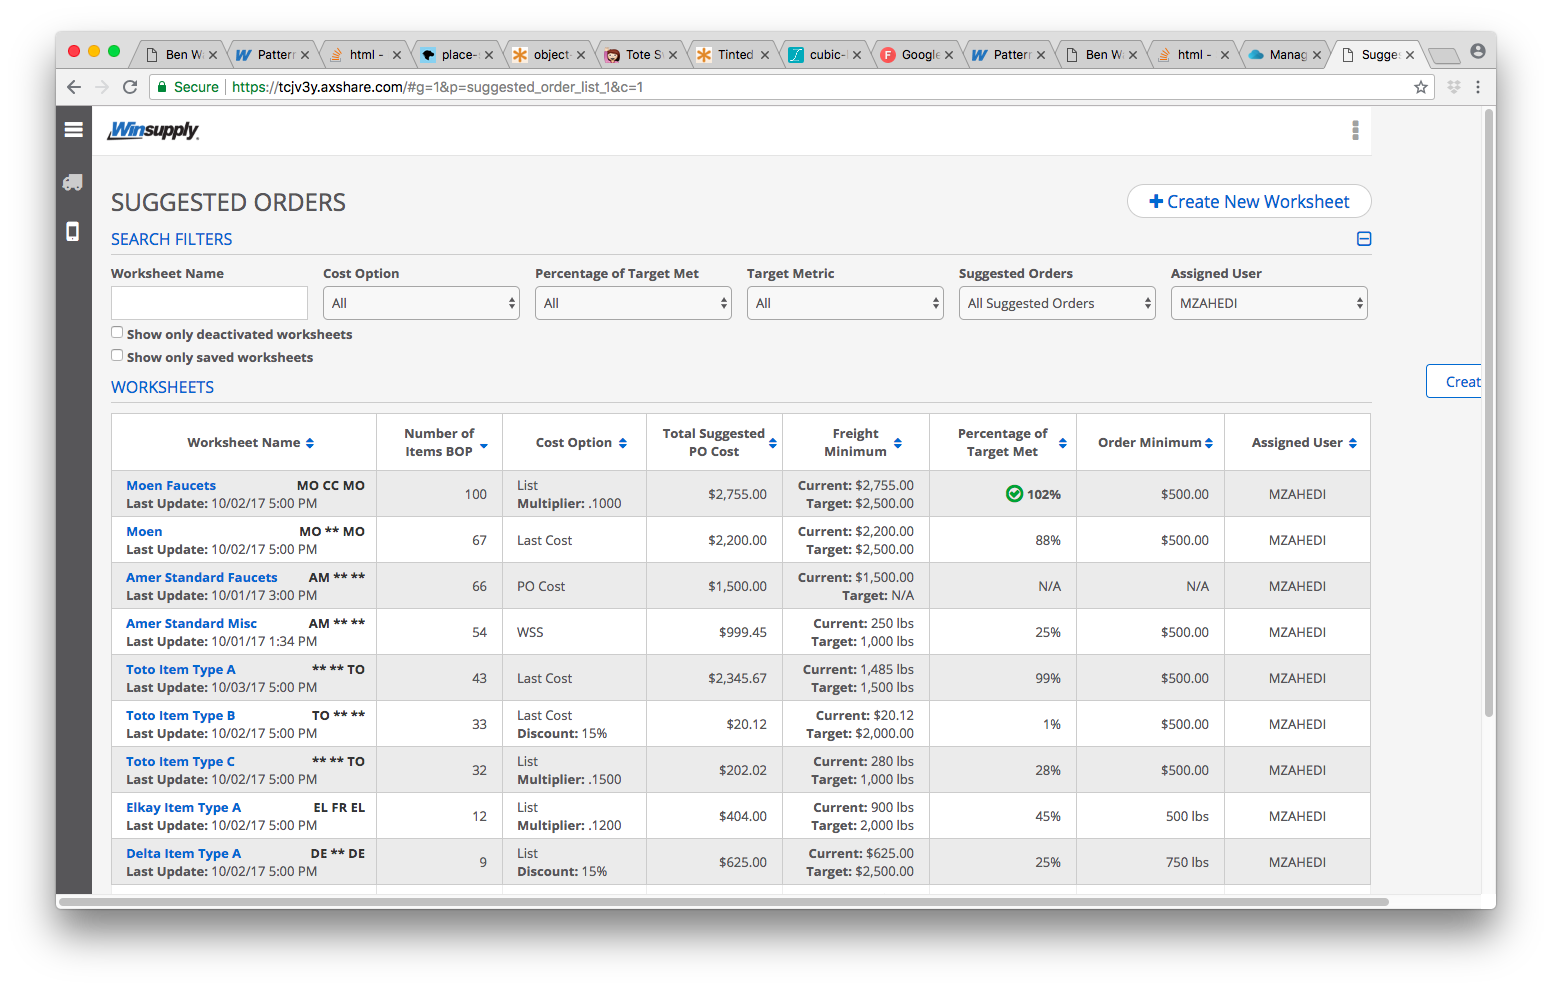 Ben Wa
Pattern
html -
place-
object-
Tote S
Tinted
cubic-
Google
Pattern
Ben Wa
html -
Manag
Sugges
Secure | https://tcjv3y.axshare.com/#g=1&p=suggested_order_list_1&c=1
Winsupply
SUGGESTED ORDERS
Create New Worksheet
SEARCH FILTERS
Worksheet Name Cost Option Percentage of Target Met Target Metric Suggested Orders Assigned User
All All All All Suggested Orders MZAHEDI
Show only deactivated worksheets
Show only saved worksheets
WORKSHEETS
Creat
Worksheet Name Number of Items BOP Cost Option Total Suggested PO Cost Freight Minimum Percentage of Target Met Order Minimum Assigned User
Moen Faucets MO CC MO List Current: $2,755.00
100 $2,755.00 102% $500.00 MZAHEDI
Last Update: 10/02/17 5:00 PM Multiplier: .1000 Target: $2,500.00
Moen MO ** MO Current: $2,200.00
67 Last Cost $2,200.00 88% $500.00 MZAHEDI
Last Update: 10/02/17 5:00 PM Target: $2,500.00
Amer Standard Faucets AM ** ** Current: $1,500.00
66 PO Cost $1,500.00 N/A N/A MZAHEDI
Last Update: 10/01/17 3:00 PM Target: N/A
Amer Standard Misc AM ** ** Current: 250 lbs
54 WSS $999.45 25% $500.00 MZAHEDI
Last Update: 10/01/17 1:34 PM Target: 1,000 lbs
Toto Item Type A ** ** TO Current: 1,485 lbs
43 Last Cost $2,345.67 99% $500.00 MZAHEDI
Last Update: 10/03/17 5:00 PM Target: 1,500 lbs
Toto Item Type B TO ** ** Last Cost Current: $20.12
33 $20.12 1% $500.00 MZAHEDI
Last Update: 10/02/17 5:00 PM Discount: 15% Target: $2,000.00
Toto Item Type C ** ** TO List Current: 280 lbs
32 $202.02 28% $500.00 MZAHEDI
Last Update: 10/02/17 5:00 PM Multiplier: .1500 Target: 1,000 lbs
Elkay Item Type A EL FR EL List Current: 900 lbs
12 $404.00 45% 500 lbs MZAHEDI
Last Update: 10/02/17 5:00 PM Multiplier: .1200 Target: 2,000 lbs
Delta Item Type A DE ** DE List Current: $625.00
9 $625.00 25% 750 lbs MZAHEDI
Last Update: 10/02/17 5:00 PM Discount: 15% Target: $2,500.00